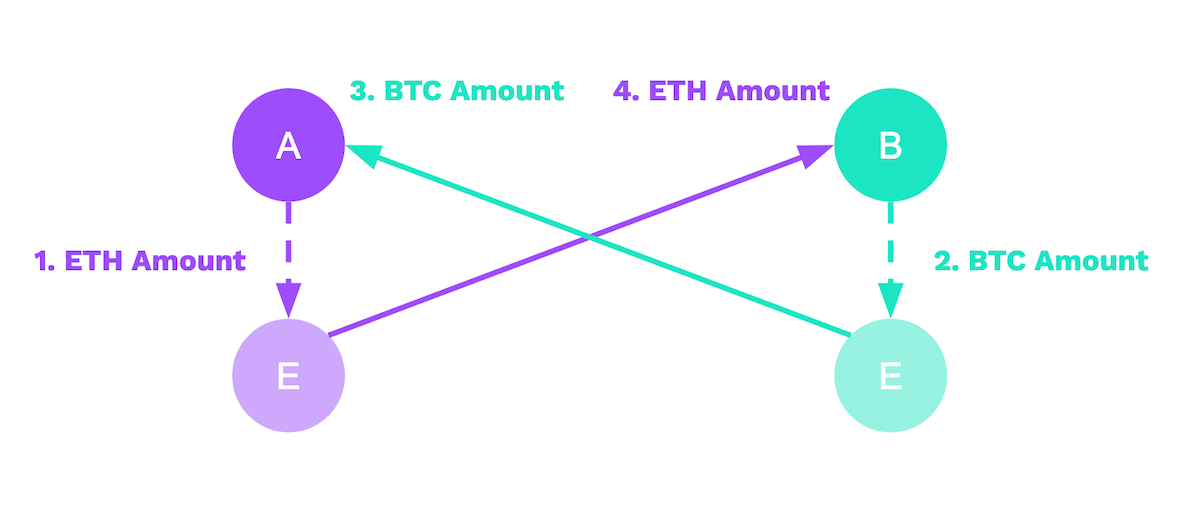 3. BTC Amount
4. ETH Amount
A
B
1. ETH Amount
2. BTC Amount
E
E